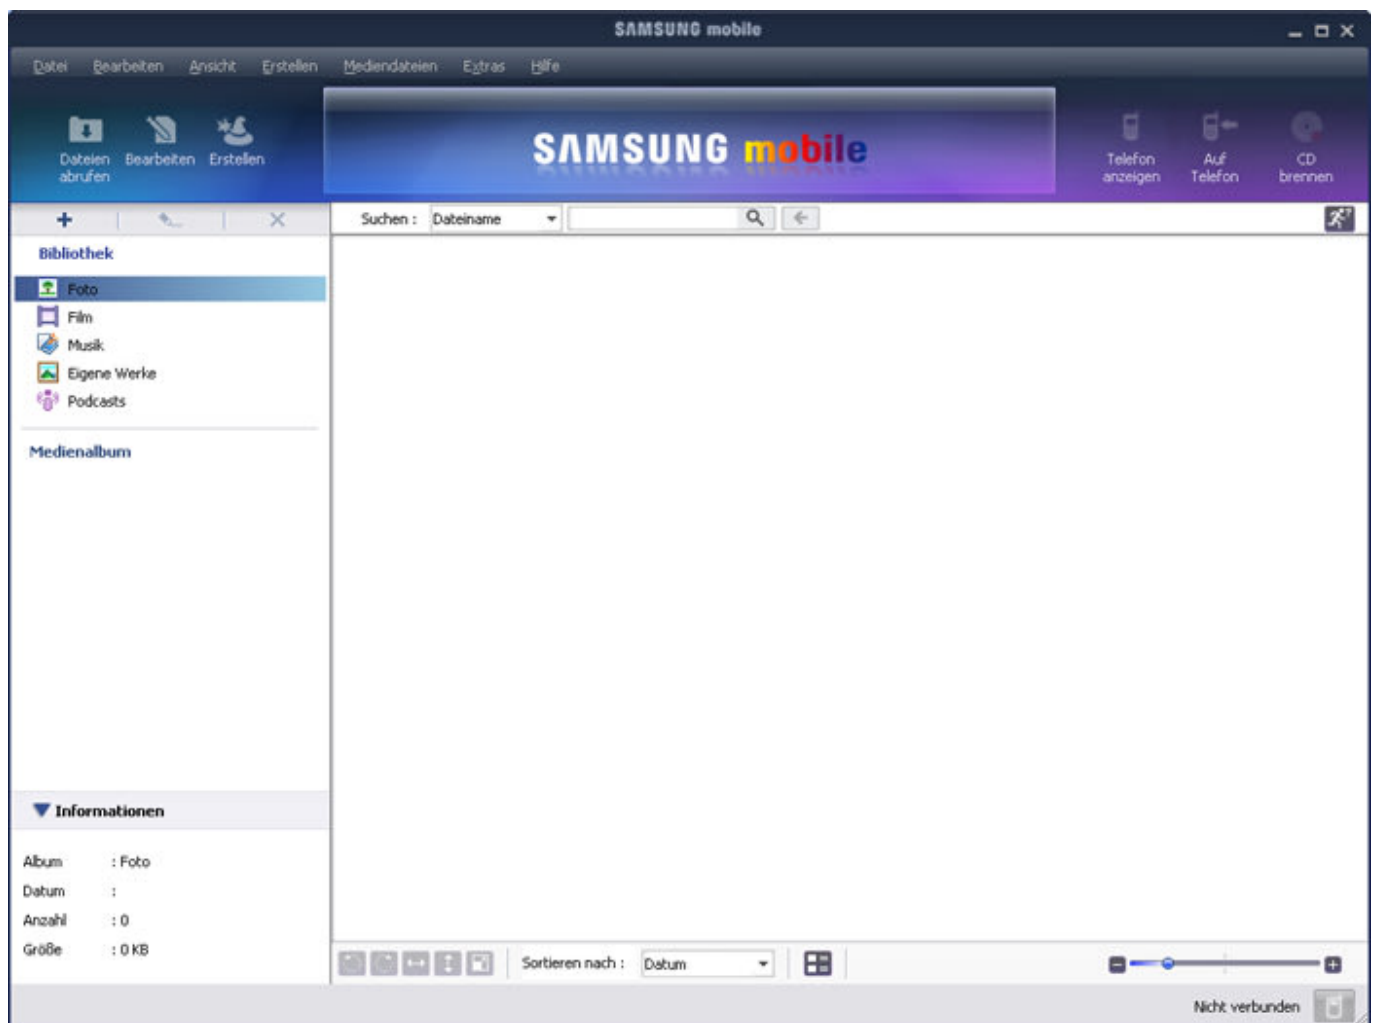 SAMSUNG mobile
Datei Bearbeiten Ansicht Erstellen Mediendateien Extras Hilfe
SAMSUNG mobile
Dateien abrufen
Bearbeiten
Erstellen
Telefon anzeigen
Auf Telefon
CD brennen
Suchen : Dateiname
Bibliothek
Foto
Film
Musik
Eigene Werke
Podcasts
Medienalbum
Informationen
Album : Foto
Datum :
Anzahl : 0
Größe : 0 KB
Sortieren nach : Datum
Nicht verbunden